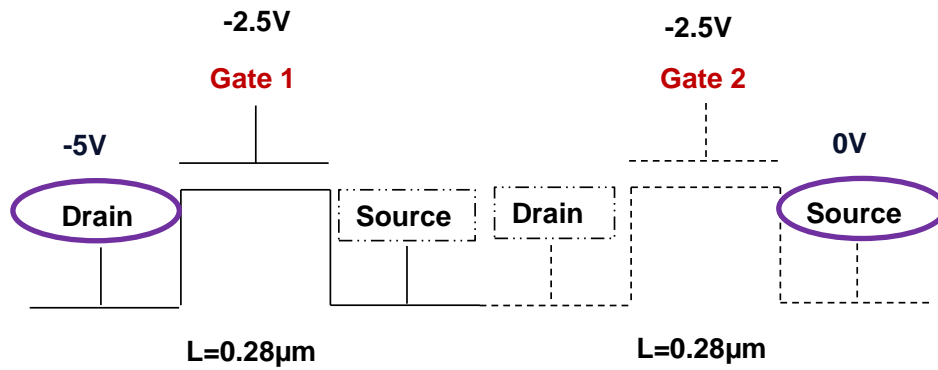 -2.5V
-2.5V
Gate 1
Gate 2
-5V
0V
Drain
Source
Drain
Source
L=0.28µm
L=0.28µm